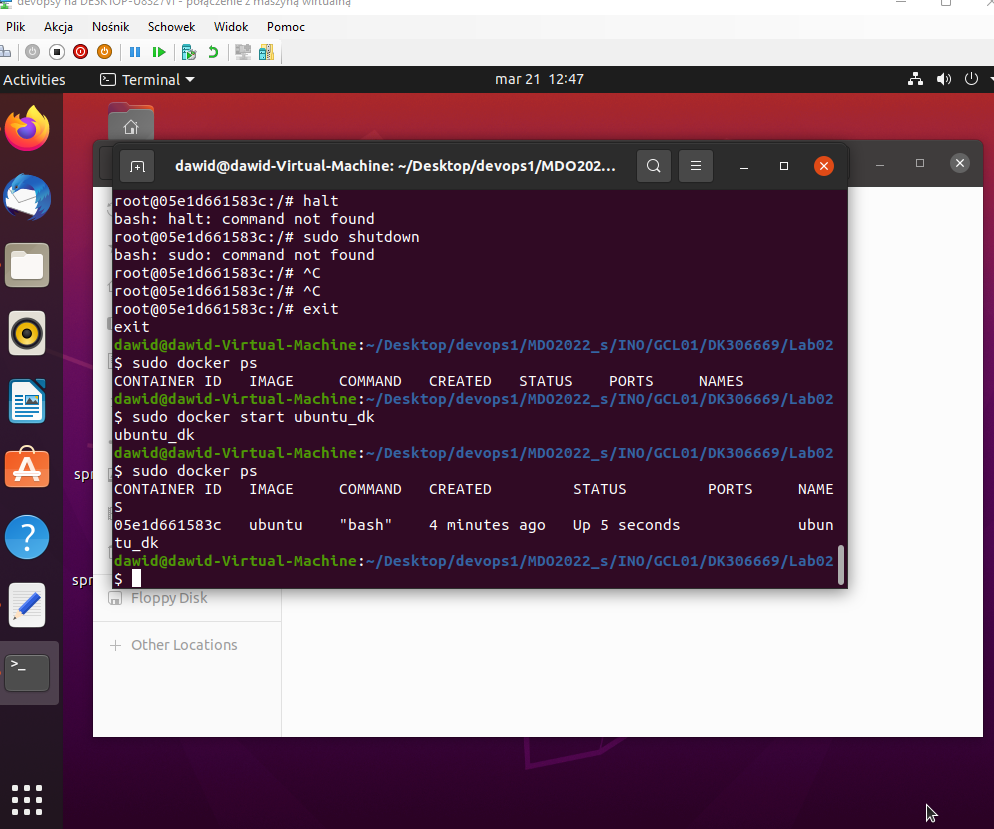 devopsy na DESKTOP-U8S27VI - połączenie z maszyną wirtualną
Plik Akcja Nośnik Schowek Widok Pomoc
Activities Terminal mar 21 12:47
dawid@dawid-Virtual-Machine: ~/Desktop/devops1/MDO202...
root@05e1d661583c:/# halt
bash: halt: command not found
root@05e1d661583c:/# sudo shutdown
bash: sudo: command not found
root@05e1d661583c:/# ^C
root@05e1d661583c:/# ^C
root@05e1d661583c:/# exit
exit
dawid@dawid-Virtual-Machine:~/Desktop/devops1/MDO2022_s/INO/GCL01/DK306669/Lab02
$ sudo docker ps
CONTAINER ID IMAGE COMMAND CREATED STATUS PORTS NAMES
dawid@dawid-Virtual-Machine:~/Desktop/devops1/MDO2022_s/INO/GCL01/DK306669/Lab02
$ sudo docker start ubuntu_dk
ubuntu_dk
dawid@dawid-Virtual-Machine:~/Desktop/devops1/MDO2022_s/INO/GCL01/DK306669/Lab02
$ sudo docker ps
CONTAINER ID IMAGE COMMAND CREATED STATUS PORTS NAME
S
05e1d661583c ubuntu "bash" 4 minutes ago Up 5 seconds ubun
tu_dk
dawid@dawid-Virtual-Machine:~/Desktop/devops1/MDO2022_s/INO/GCL01/DK306669/Lab02
$
spr
spr
Floppy Disk
Other Locations